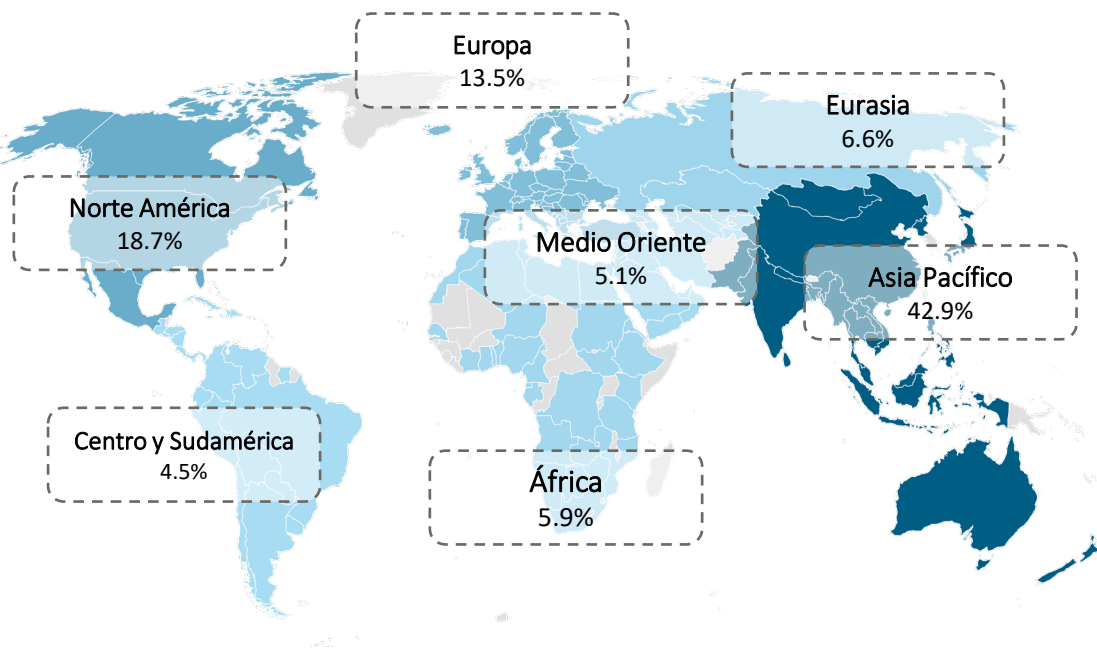 Europa
13.5%
Eurasia
6.6%
Norte América
18.7%
Medio Oriente
5.1%
Asia Pacífico
42.9%
Centro y Sudamérica
4.5%
África
5.9%